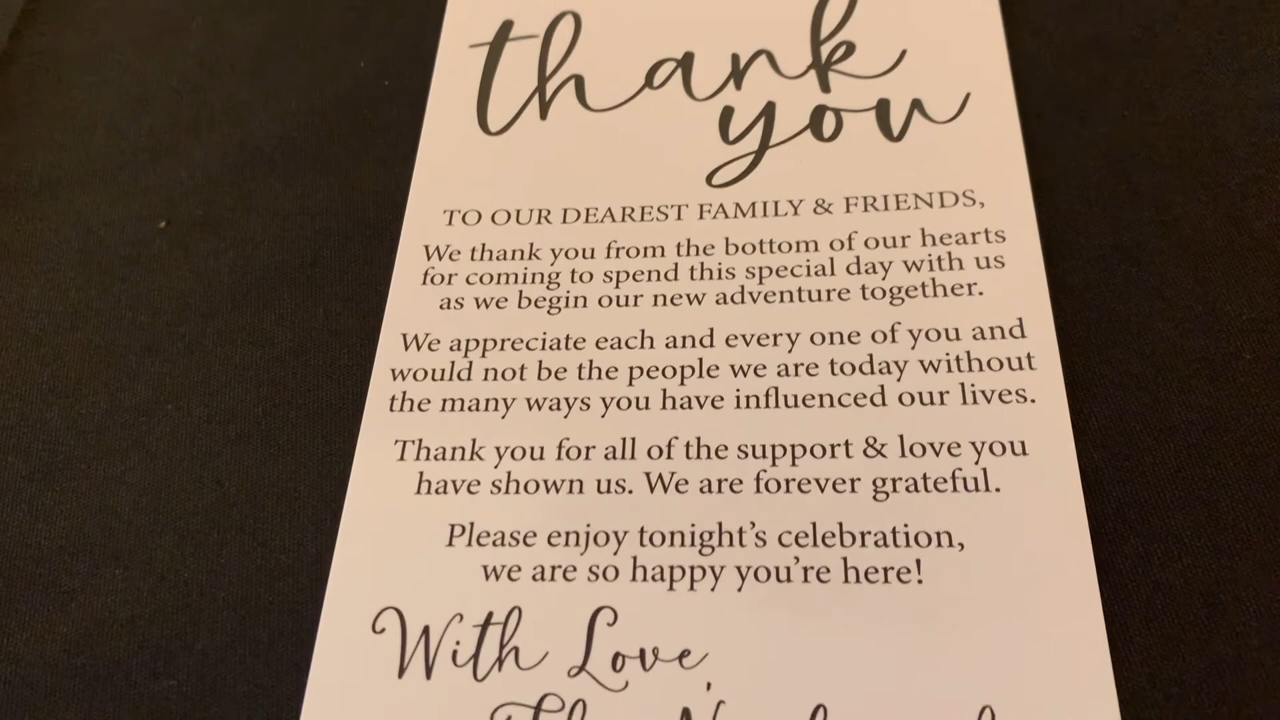 thank
you
TO OUR DEAREST FAMILY & FRIENDS,
We thank you from the bottom of our hearts
for coming to spend this special day with us
as we begin our new adventure together.
We appreciate each and every one of you and
would not be the people we are today without
the many ways you have influenced our lives.
Thank you for all of the support & love you
have shown us. We are forever grateful.
Please enjoy tonight's celebration,
we are so happy you're here!
With Love,